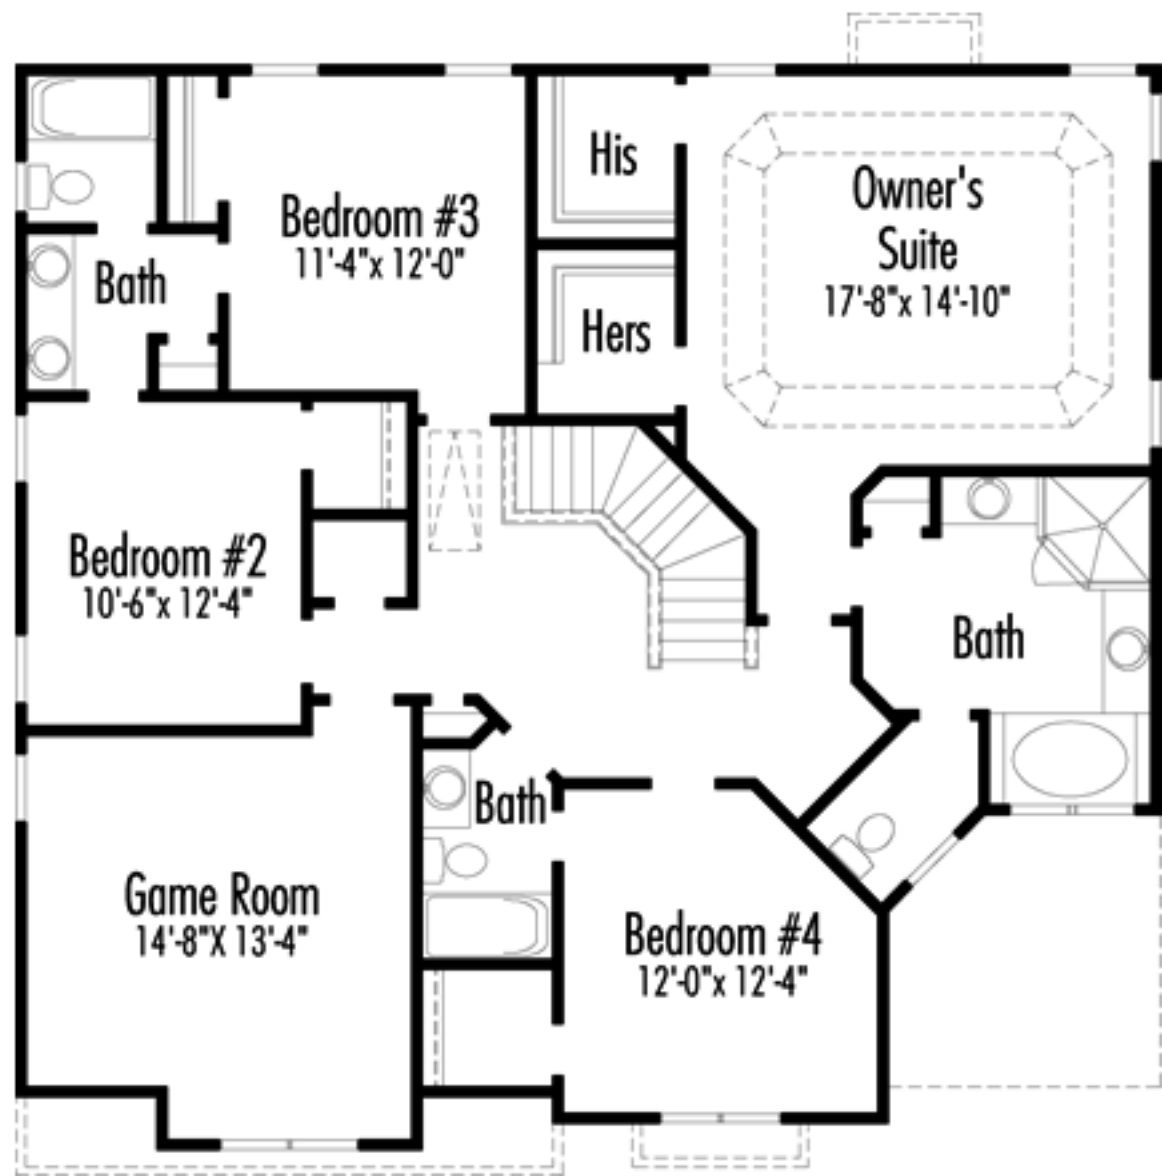 His
Owner's
Suite
17'-8"x 14'-10"
Bedroom #3
11'-4"x 12'-0"
Bath
Hers
Bedroom #2
10'-6"x 12'-4"
Bath
Bath
Game Room
14'-8"X 13'-4"
Bedroom #4
12'-0"x 12'-4"